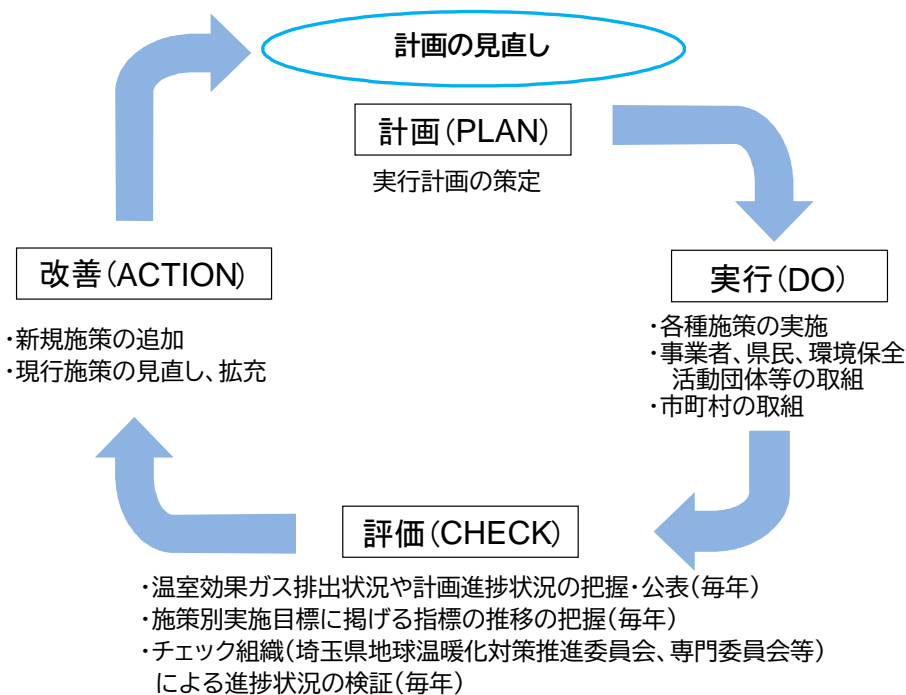 計画の見直し
計画(PLAN)
実行計画の策定
実行(DO)
・各種施策の実施
・事業者、県民、環境保全
活動団体等の取組
・市町村の取組
評価(CHECK)
・温室効果ガス排出状況や計画進捗状況の把握・公表(毎年)
・施策別実施目標に掲げる指標の推移の把握(毎年)
・チェック組織(埼玉県地球温暖化対策推進委員会、専門委員会等)
による進捗状況の検証(毎年)
改善(ACTION)
・新規施策の追加
・現行施策の見直し、拡充